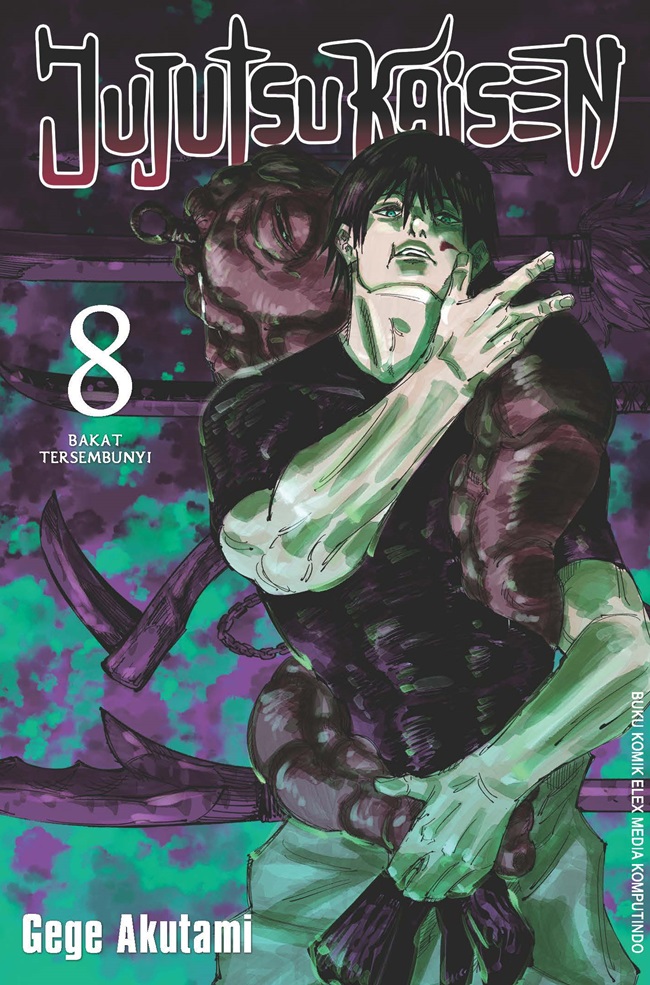 JUJUTSU KAISEN
8
BAKAT
TERSEMBUNYI
BUKU KOMIK ELEX MEDIA KOMPUTINDO
Gege Akutami